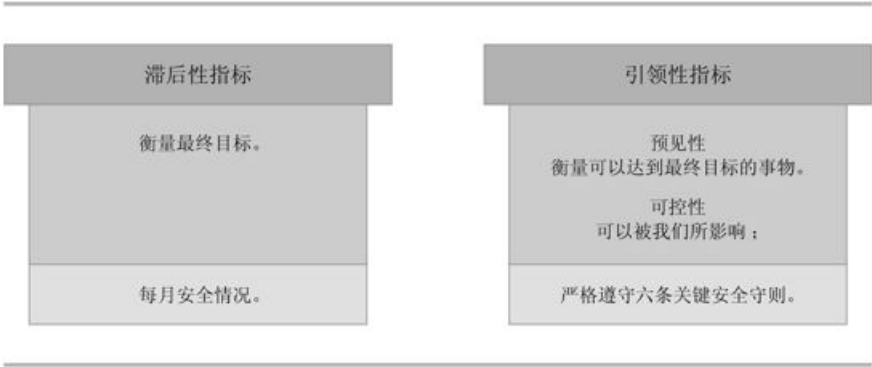 滞后性指标
衡量最终目标。
每月安全情况。
引领性指标
预见性
衡量可以达到最终目标的事物。
可控性
可以被我们所影响；
严格遵守六条关键安全守则。